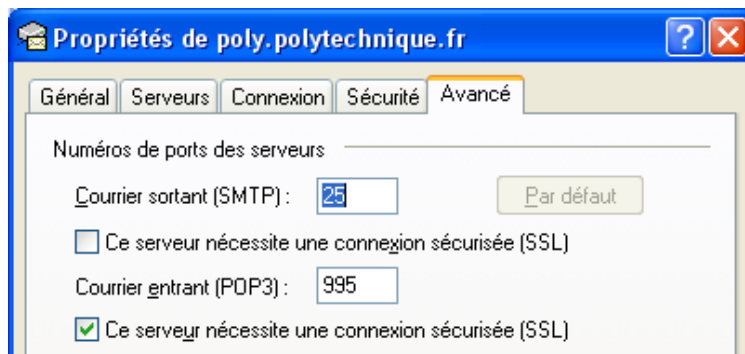 Propriétés de poly.polytechnique.fr
Général Serveurs Connexion Sécurité Avancé
Numéros de ports des serveurs
Courrier sortant (SMTP) : 25 Par défaut
Ce serveur nécessite une connexion sécurisée (SSL)
Courrier entrant (POP3) : 995
Ce serveur nécessite une connexion sécurisée (SSL)